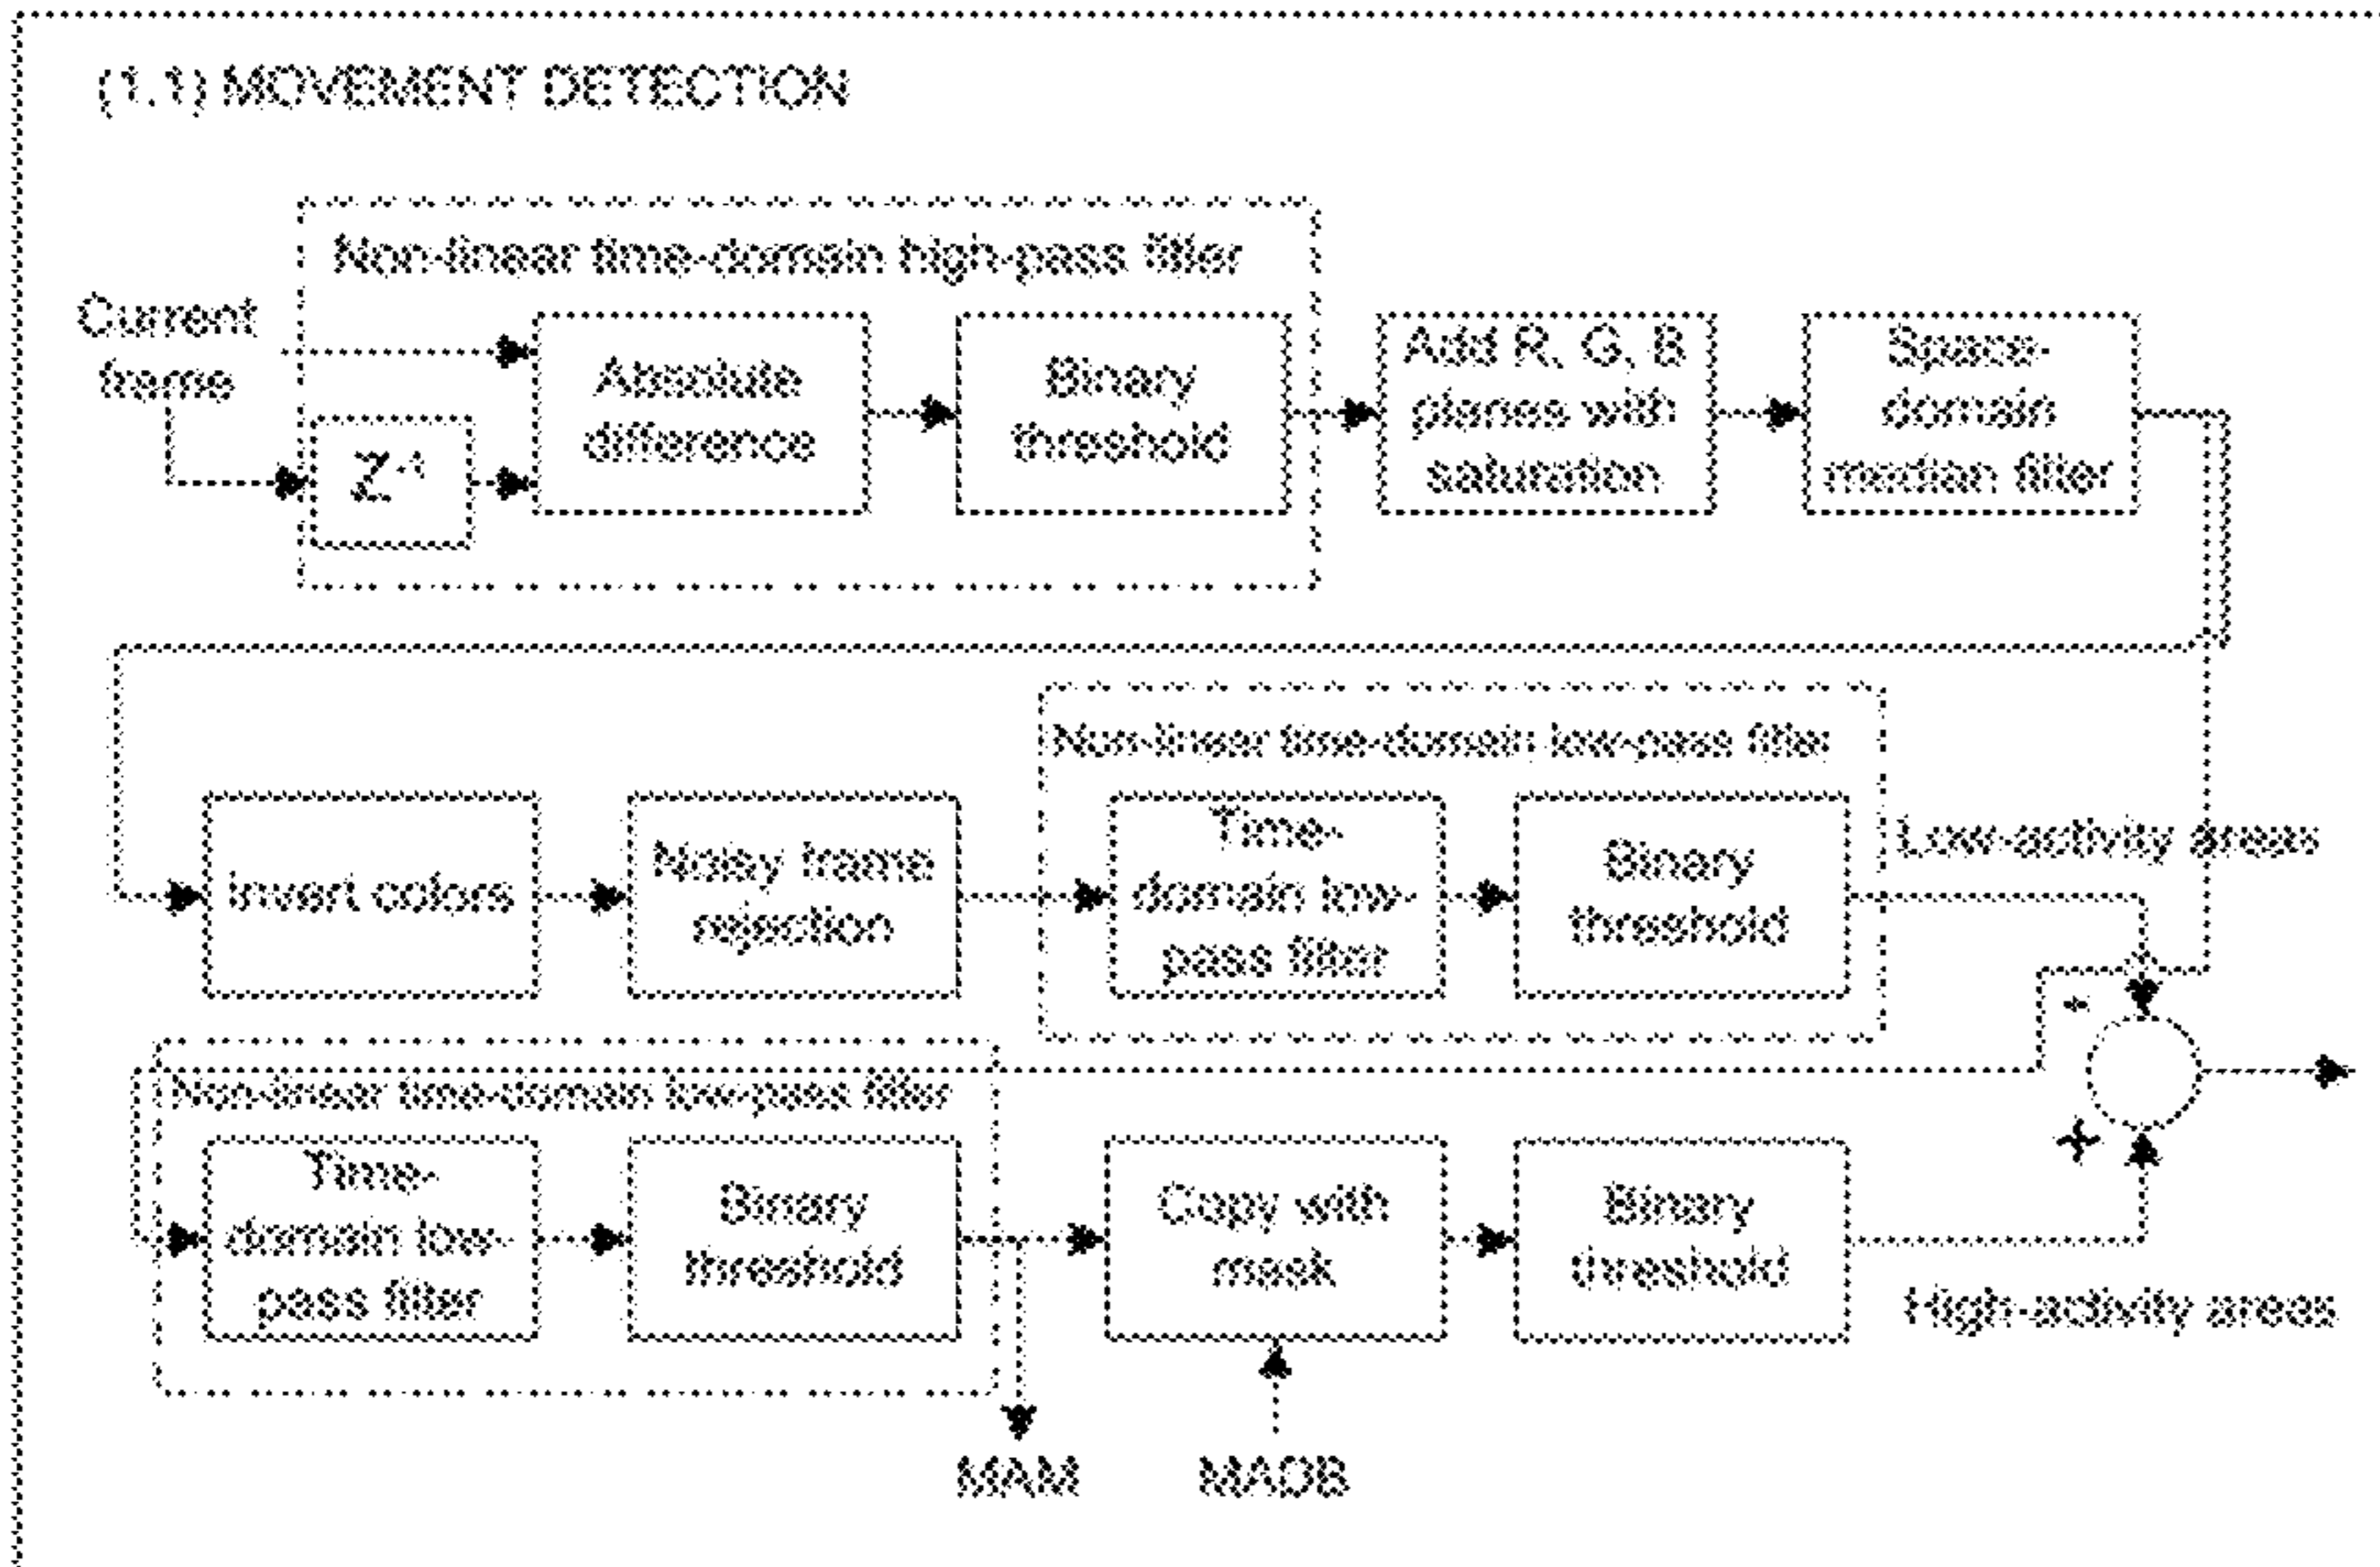 (1.1) MOVEMENT DETECTION
Non-linear time-domain high-pass filter
Current
frame
Z-1
Absolute
difference
Binary
threshold
Add R, G, B
planes with
saturation
Space-
domain
median filter
Non-linear time-domain low-pass filter
Invert colors
Noisy frame
rejection
Time-
domain low-
pass filter
Binary
threshold
Low-activity areas
-
+
Non-linear time-domain low-pass filter
Time-
domain low-
pass filter
Binary
threshold
Copy with
mask
Binary
threshold
High-activity areas
MAM
MAOB